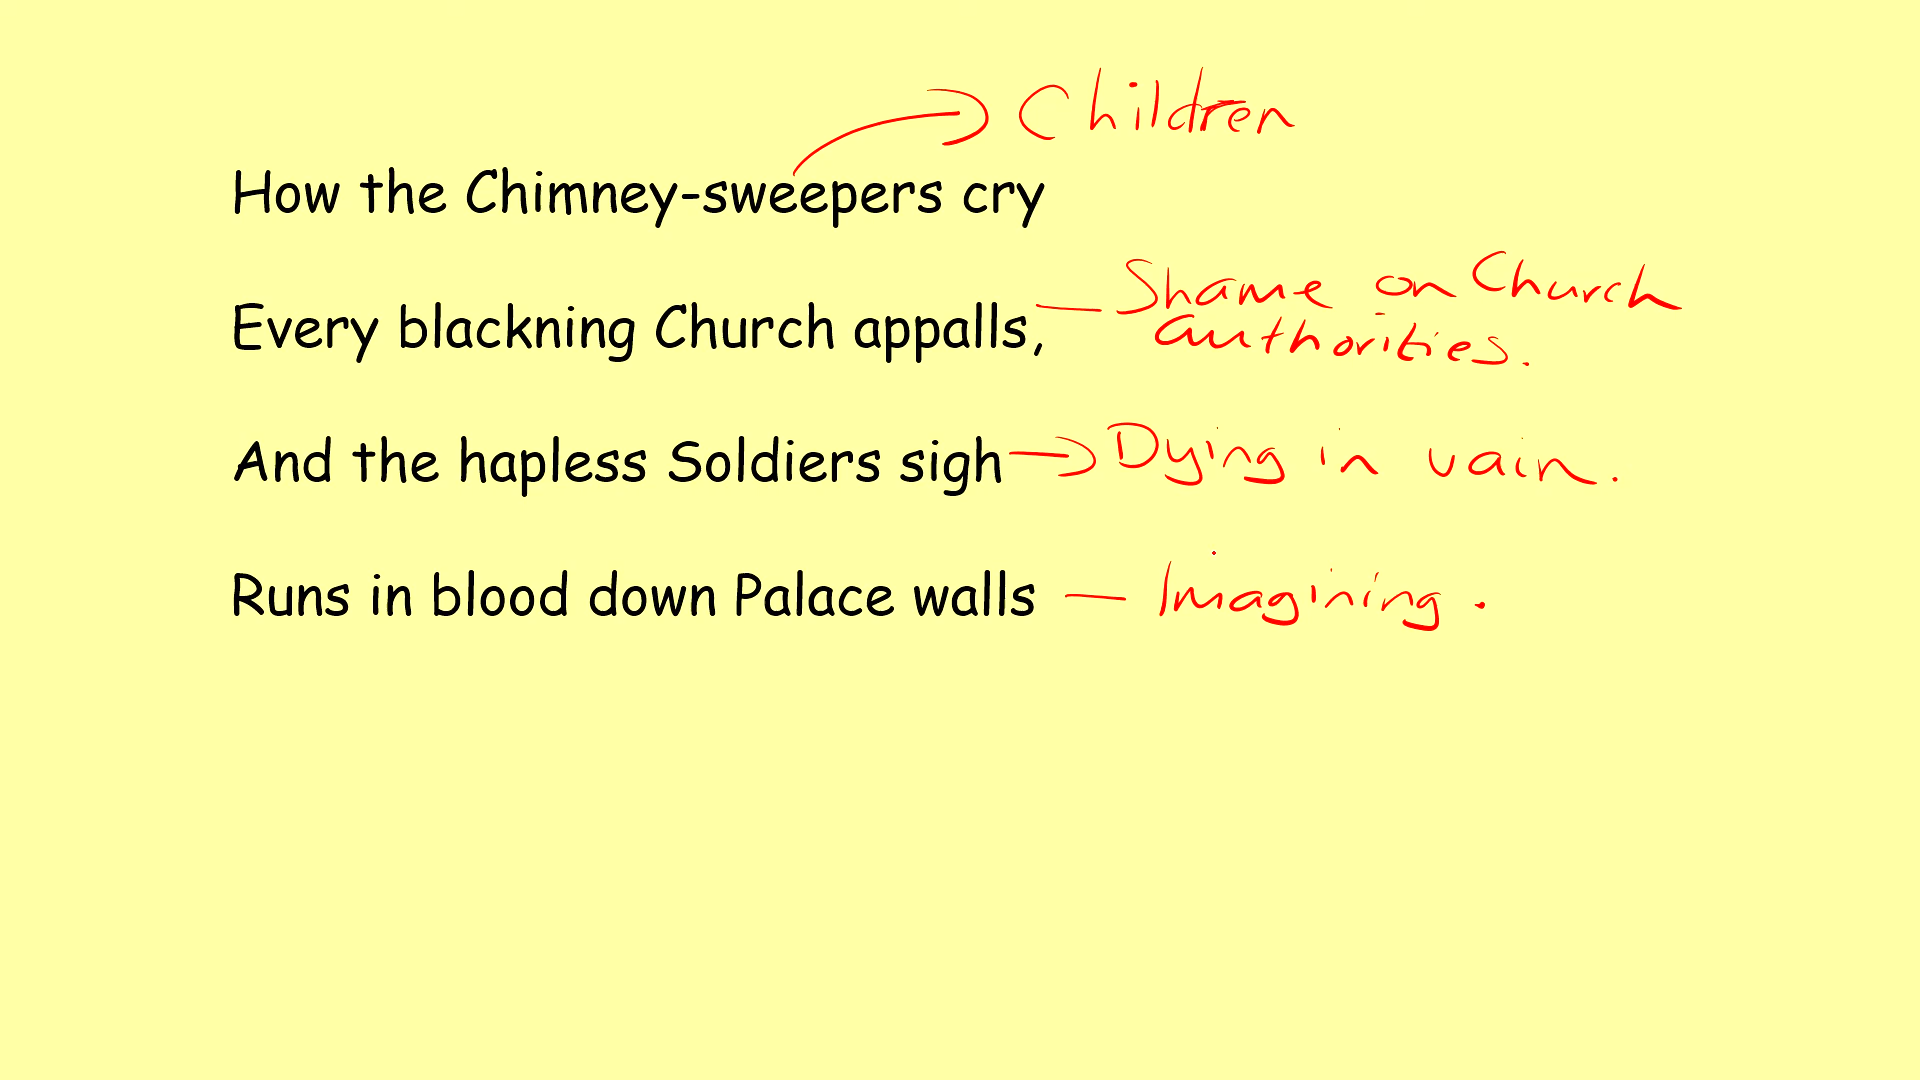 Children
How the Chimney-sweepers cry
Shame on Church
Every blackning Church appalls,
authorities.
And the hapless Soldiers sigh
Dying in vain.
Runs in blood down Palace walls
Imagining.